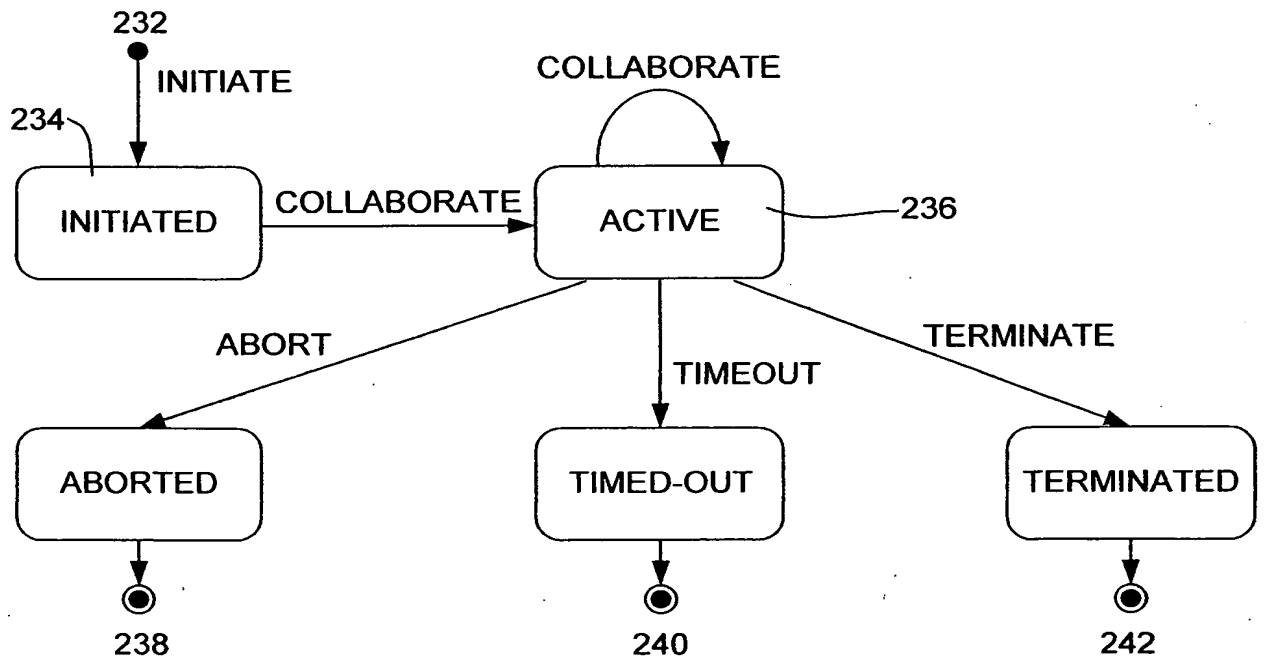 232
INITIATE
COLLABORATE
234
INITIATED
COLLABORATE
ACTIVE
236
ABORT
TIMEOUT
TERMINATE
ABORTED
TIMED-OUT
TERMINATED
238
240
242